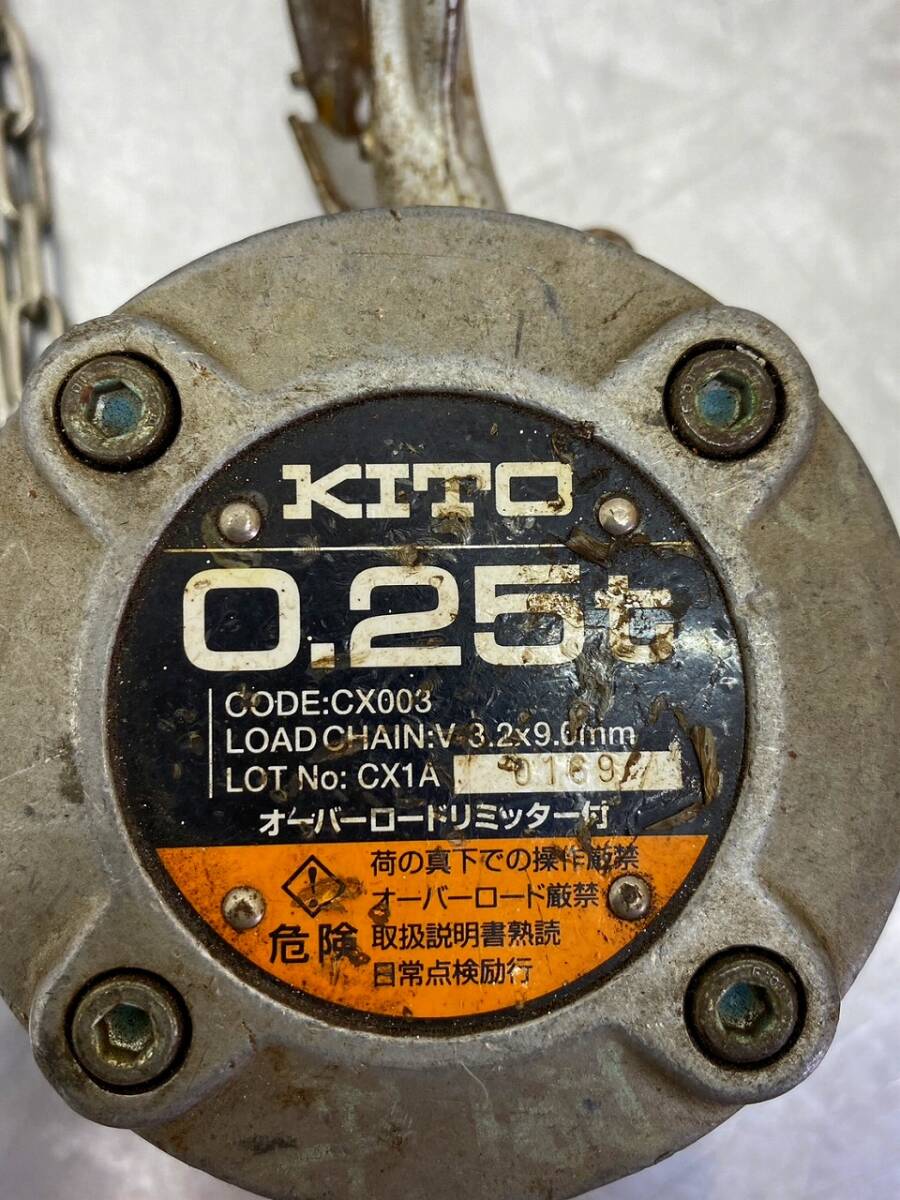 KITO
0.25t
CODE:CX003
LOAD CHAIN:V-3.2x9.0mm
LOT No: CX1A
オーバーロードリミッター付
荷の真下での操作厳禁
オーバーロード厳禁
危険 取扱説明書熟読
日常点検励行